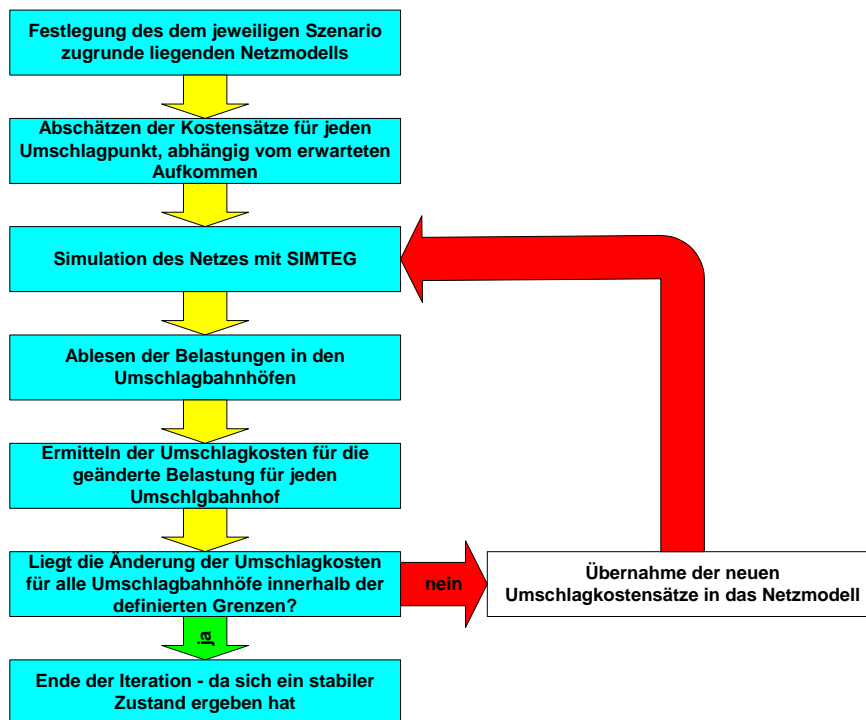 Festlegung des dem jeweiligen Szenario
zugrunde liegenden Netzmodells
Abschätzen der Kostensätze für jeden
Umschlagpunkt, abhängig vom erwarteten
Aufkommen
Simulation des Netzes mit SIMTEG
Ablesen der Belastungen in den
Umschlagbahnhöfen
Ermitteln der Umschlagkosten für die
geänderte Belastung für jeden
Umschlgbahnhof
Liegt die Änderung der Umschlagkosten
für alle Umschlagbahnhöfe innerhalb der
definierten Grenzen?
nein
Übernahme der neuen
Umschlagkostensätze in das Netzmodell
ja
Ende der Iteration - da sich ein stabiler
Zustand ergeben hat